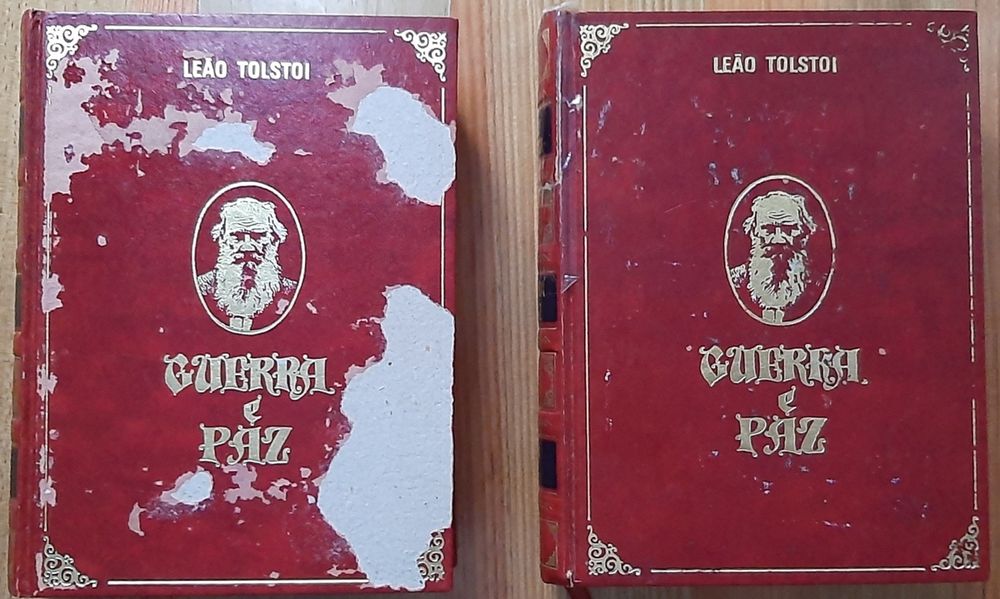 LEÃO TOLSTOI
GUERRA
e
PAZ
LEÃO TOLSTOI
GUERRA
e
PAZ